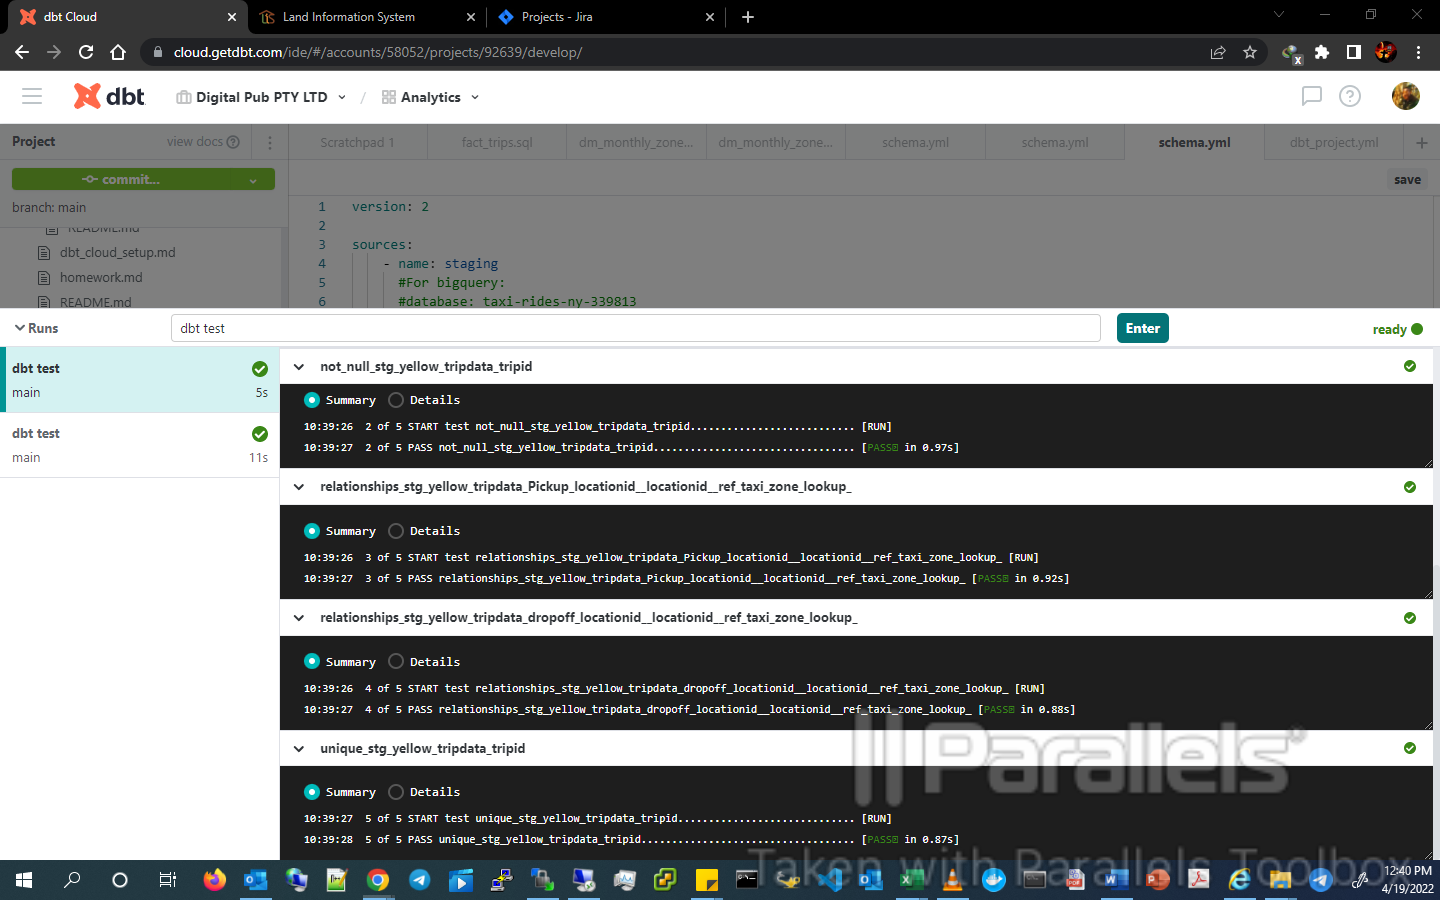 dbt Cloud
Land Information System
Projects - Jira
cloud.getdbt.com/ide/#/accounts/58052/projects/92639/develop/
dbt
Digital Pub PTY LTD
/
Analytics
Project
view docs
Scratchpad 1
fact_trips.sql
dm_monthly_zone...
dm_monthly_zone...
schema.yml
schema.yml
schema.yml
dbt_project.yml
commit...
save
branch: main
README.md
dbt_cloud_setup.md
homework.md
README.md
1 version: 2
2
3 sources:
4 - name: staging
5 #For bigquery:
6 #database: taxi-rides-ny-339813
Runs
dbt test
Enter
ready
dbt test
main 5s
dbt test
main 11s
not_null_stg_yellow_tripdata_tripid
Summary Details
10:39:26 2 of 5 START test not_null_stg_yellow_tripdata_tripid........................... [RUN]
10:39:27 2 of 5 PASS not_null_stg_yellow_tripdata_tripid................................. [PASS in 0.97s]
relationships_stg_yellow_tripdata_Pickup_locationid__locationid__ref_taxi_zone_lookup_
Summary Details
10:39:26 3 of 5 START test relationships_stg_yellow_tripdata_Pickup_locationid__locationid__ref_taxi_zone_lookup_ [RUN]
10:39:27 3 of 5 PASS relationships_stg_yellow_tripdata_Pickup_locationid__locationid__ref_taxi_zone_lookup_ [PASS in 0.92s]
relationships_stg_yellow_tripdata_dropoff_locationid__locationid__ref_taxi_zone_lookup_
Summary Details
10:39:26 4 of 5 START test relationships_stg_yellow_tripdata_dropoff_locationid__locationid__ref_taxi_zone_lookup_ [RUN]
10:39:27 4 of 5 PASS relationships_stg_yellow_tripdata_dropoff_locationid__locationid__ref_taxi_zone_lookup_ [PASS in 0.88s]
unique_stg_yellow_tripdata_tripid
Summary Details
10:39:27 5 of 5 START test unique_stg_yellow_tripdata_tripid............................. [RUN]
10:39:28 5 of 5 PASS unique_stg_yellow_tripdata_tripid................................... [PASS in 0.87s]
Parallels®
Taken with Parallels Toolbox
12:40 PM
4/19/2022